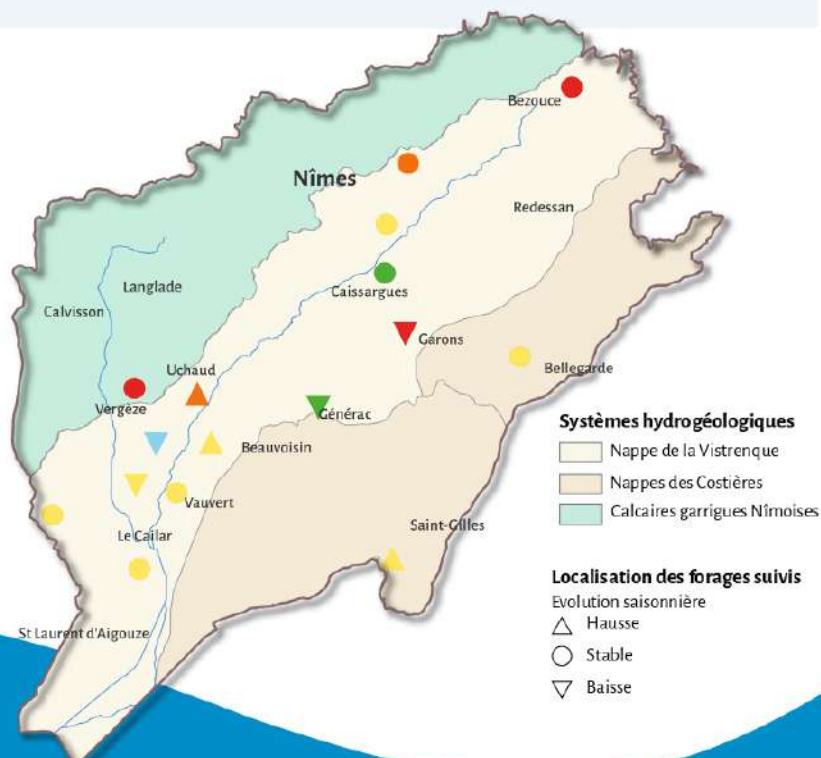 Bezouce
Nîmes
Redessan
Langlade
Caissargues
Calvisson
Garons
Uchaud
Bellegarde
Vergèze
Générac
Beauvoisin
Vauvert
Le Cailar
Saint-Gilles
St Laurent d'Aigouze
Systèmes hydrogéologiques
Nappe de la Vistrenque
Nappes des Costières
Calcaires garrigues Nîmoises
Localisation des forages suivis
Evolution saisonnière
Hausse
Stable
Baisse